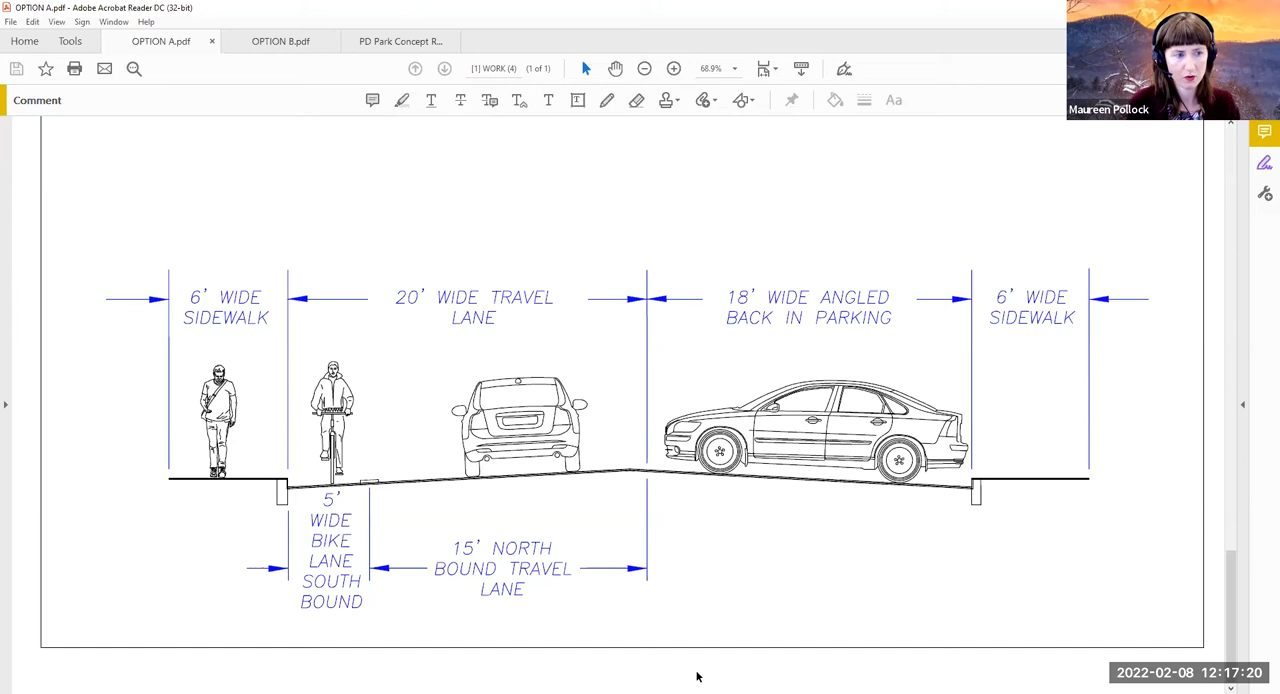 OPTION A.pdf - Adobe Acrobat Reader DC (32-bit)
File Edit View Sign Window Help
Home Tools OPTION A.pdf × OPTION B.pdf PD Park Concept R...
[1] WORK (4) (1 of 1) 68.9%
Comment
Aa
Maureen Pollock
6' WIDE
SIDEWALK
20' WIDE TRAVEL
LANE
18' WIDE ANGLED
BACK IN PARKING
6' WIDE
SIDEWALK
5'
WIDE
BIKE
LANE
SOUTH
BOUND
15' NORTH
BOUND TRAVEL
LANE
2022-02-08 12:17:20